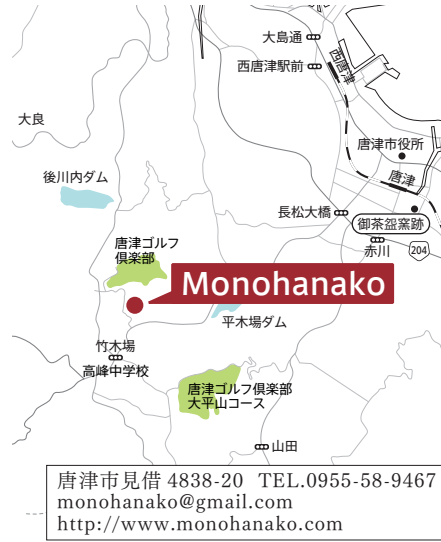 大島通
西唐津駅前
西唐津
大良
唐津市役所
後川内ダム
唐津
長松大橋
御茶盌窯跡
赤川
204
唐津ゴルフ
倶楽部
Monohanako
平木場ダム
竹木場
高峰中学校
唐津ゴルフ倶楽部
大平山コース
山田
唐津市見借 4838-20 TEL.0955-58-9467
monohanako@gmail.com
http://www.monohanako.com